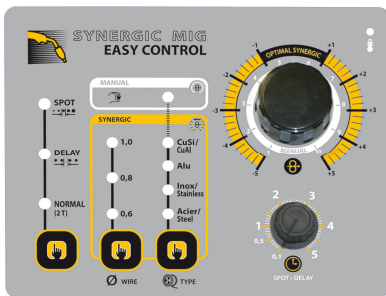 SYNERGIC MIG
EASY CONTROL
SPOT
DELAY
NORMAL
(2 T)
MANUAL
SYNERGIC
1,0
0,8
0,6
CuSi/
CuAl
Alu
Inox/
Stainless
Acier/
Steel
Ø WIRE
TYPE
OPTIMAL SYNERGIC
-1
-2
-3
-4
-5
+1
+2
+3
+4
+5
MANUAL
0,1
0,5
1
2
3
4
5
SPOT • DELAY